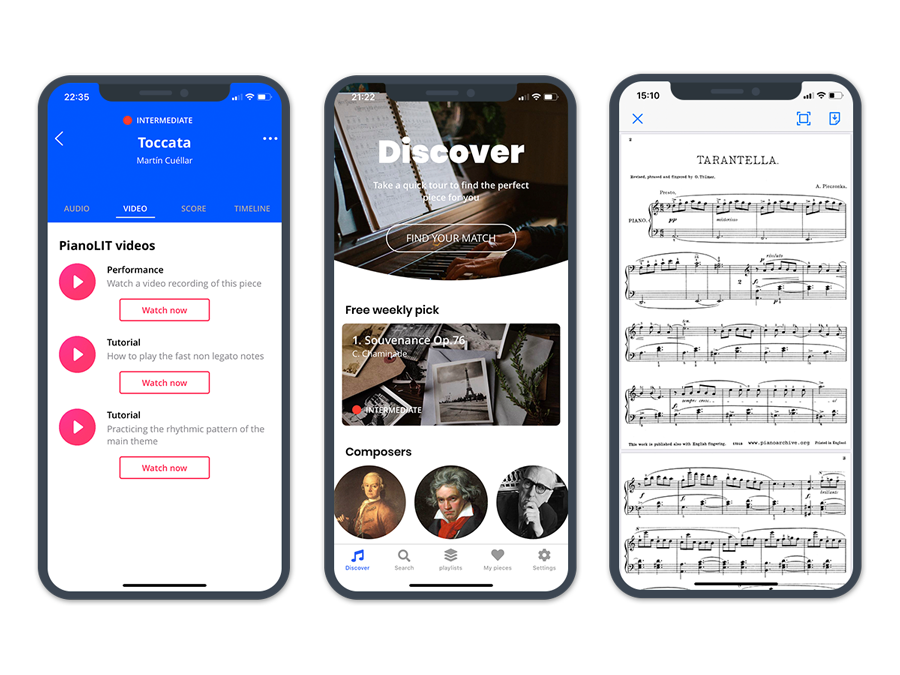 22:35
INTERMEDIATE
Toccata
Martín Cuéllar
AUDIO VIDEO SCORE TIMELINE
PianoLIT videos
Performance
Watch a video recording of this piece
Watch now
Tutorial
How to play the fast non legato notes
Watch now
Tutorial
Practicing the rhythmic pattern of the
main theme
Watch now
21:22
Discover
Take a quick tour to find the perfect
piece for you
FIND YOUR MATCH
Free weekly pick
1. Souvenance Op.76
C. Chaminade
INTERMEDIATE
Composers
Discover Search playlists My pieces Settings
15:10
TARANTELLA.
Revised, phrased and fingered by
A. Pieczonka.
Presto.
PIANO.
pp
2
f
p
f
f
This work is published also with English Fingering. www.pianoarchive.org Printed in England
brillant